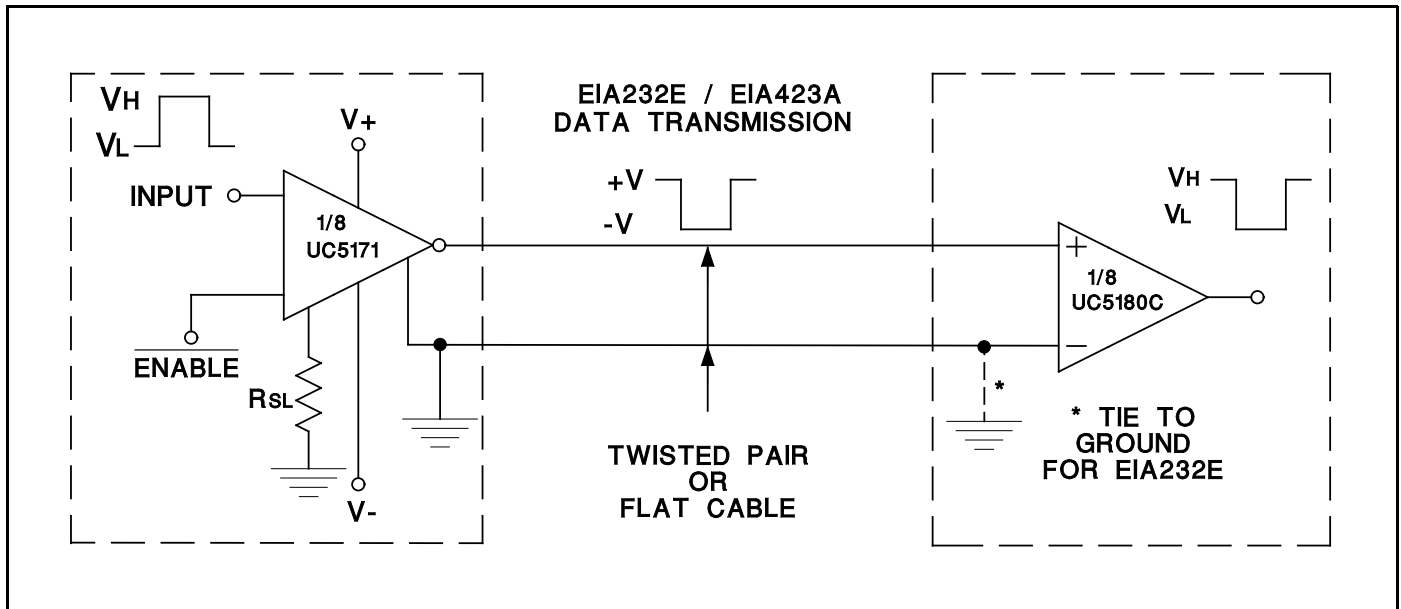 VH
VL
INPUT
V+
1/8
UC5171
ENABLE
RSL
V-
EIA232E / EIA423A
DATA TRANSMISSION
+V
-V
TWISTED PAIR
OR
FLAT CABLE
VH
VL
+
1/8
UC5180C
−
*
* TIE TO
GROUND
FOR EIA232E